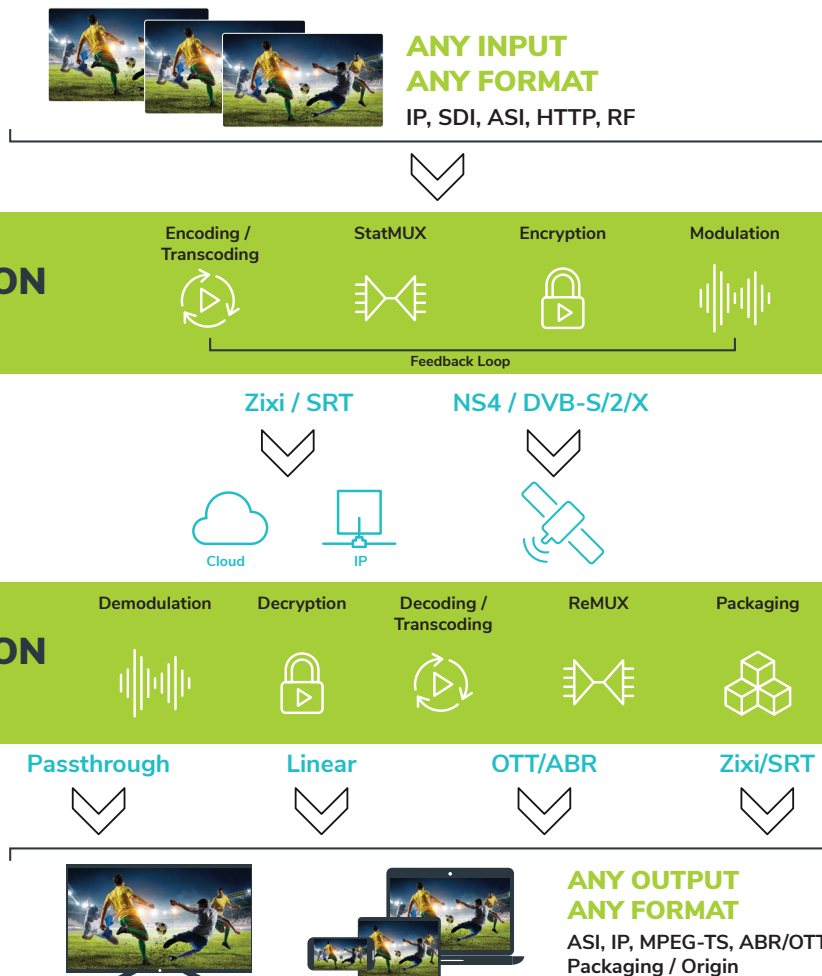 ANY INPUT
ANY FORMAT
IP, SDI, ASI, HTTP, RF
Encoding / Transcoding
StatMUX
Encryption
Modulation
ON
Feedback Loop
Zixi / SRT
NS4 / DVB-S/2/X
Cloud
IP
Demodulation
Decryption
Decoding / Transcoding
ReMUX
Packaging
ON
Passthrough
Linear
OTT/ABR
Zixi/SRT
ANY OUTPUT
ANY FORMAT
ASI, IP, MPEG-TS, ABR/OTT
Packaging / Origin